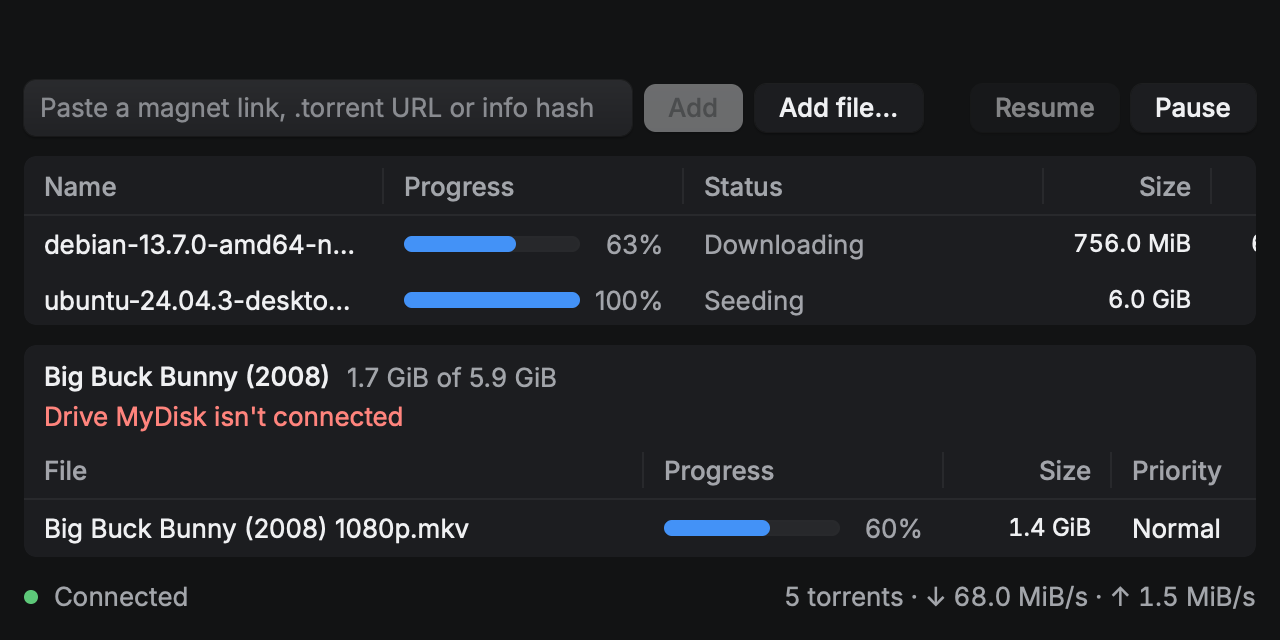 Paste a magnet link, .torrent URL or info hash Add Add file... Resume Pause
Name Progress Status Size
debian-13.7.0-amd64-n... 63% Downloading 756.0 MiB
ubuntu-24.04.3-deskto... 100% Seeding 6.0 GiB
Big Buck Bunny (2008) 1.7 GiB of 5.9 GiB
Drive MyDisk isn't connected
File Progress Size Priority
Big Buck Bunny (2008) 1080p.mkv 60% 1.4 GiB Normal
Connected 5 torrents · ↓ 68.0 MiB/s · ↑ 1.5 MiB/s